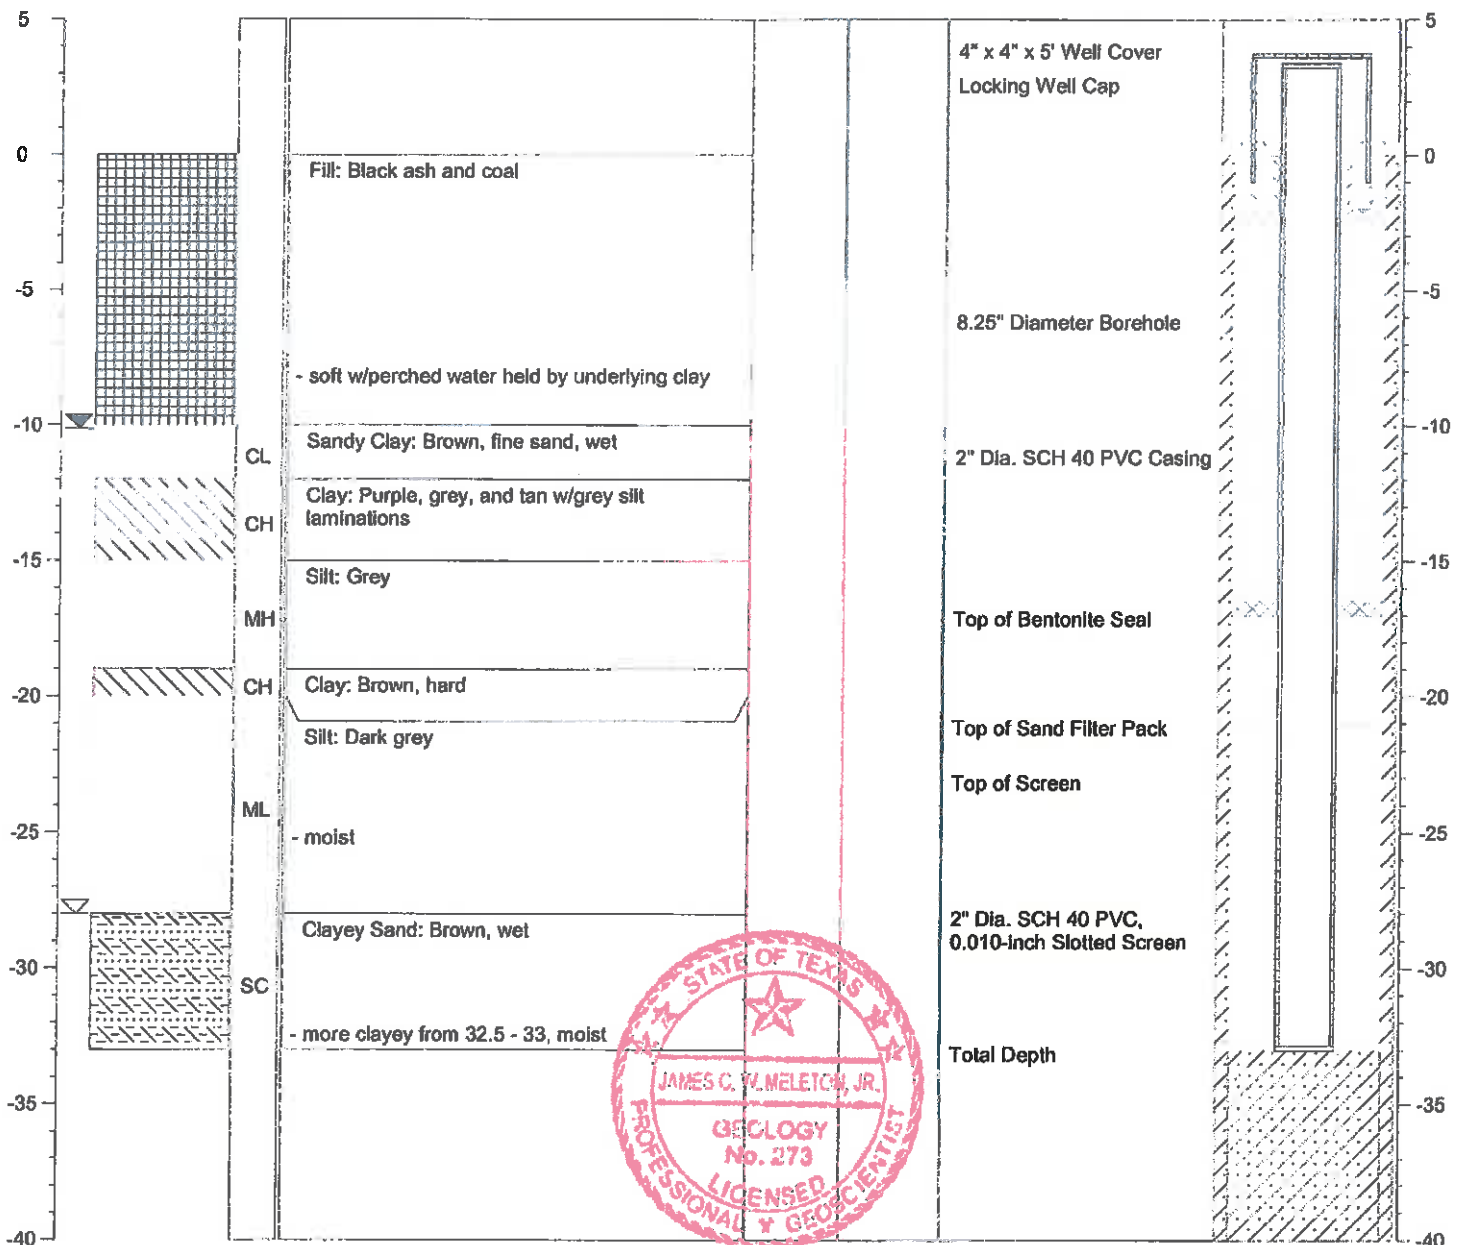 5
0
-5
-10
-15
-20
-25
-30
-35
-40
CL
CH
MH
CH
ML
SC
Fill: Black ash and coal
- soft w/perched water held by underlying clay
Sandy Clay: Brown, fine sand, wet
Clay: Purple, grey, and tan w/grey silt
laminations
Silt: Grey
Clay: Brown, hard
Silt: Dark grey
- moist
Clayey Sand: Brown, wet
- more clayey from 32.5 - 33, moist
STATE OF TEXAS
JAMES C. W. MELETON, JR.
GEOLOGY
No. 273
LICENSED
PROFESSIONAL GEOSCIENTIST
4" x 4" x 5' Well Cover
Locking Well Cap
8.25" Diameter Borehole
2" Dia. SCH 40 PVC Casing
Top of Bentonite Seal
Top of Sand Filter Pack
Top of Screen
2" Dia. SCH 40 PVC,
0.010-inch Slotted Screen
Total Depth
5
0
-5
-10
-15
-20
-25
-30
-35
-40